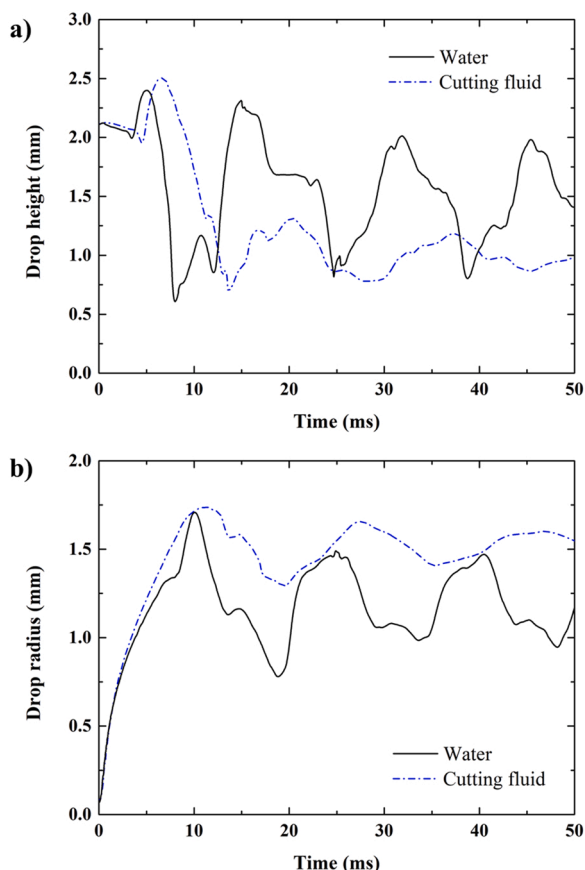 a)
3.0
2.5
2.0
1.5
1.0
0.5
0.0
Drop height (mm)
Water
Cutting fluid
0 10 20 30 40 50
Time (ms)
b)
2.0
1.5
1.0
0.5
0.0
Drop radius (mm)
Water
Cutting fluid
0 10 20 30 40 50
Time (ms)